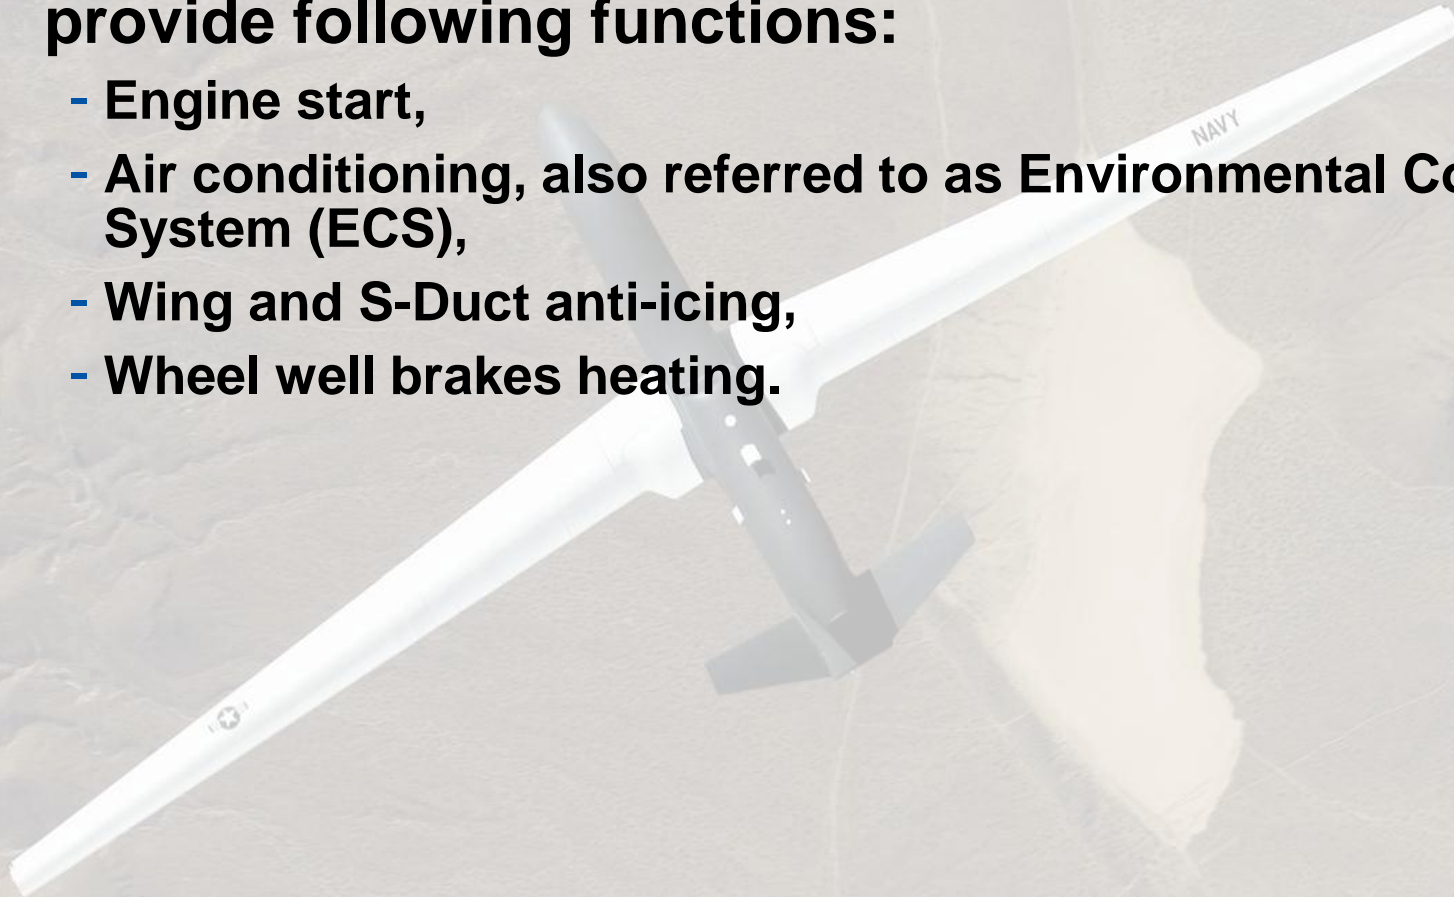 provide following functions:
- Engine start,
- Air conditioning, also referred to as Environmental Co
System (ECS),
- Wing and S-Duct anti-icing,
- Wheel well brakes heating.
NAVY